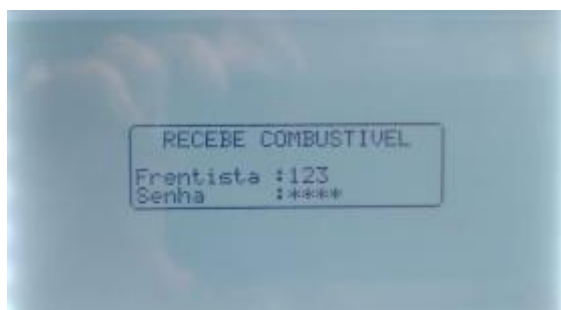 RECEBE COMBUSTIVEL
Frentista :123
Senha :****